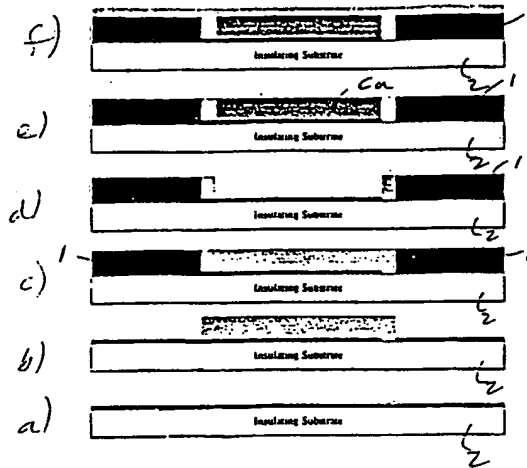 f)
Insulating Substrate
2
1
Ca
e)
Insulating Substrate
2
1
d)
Insulating Substrate
2
1
c)
Insulating Substrate
2
b)
Insulating Substrate
2
a)
Insulating Substrate
2